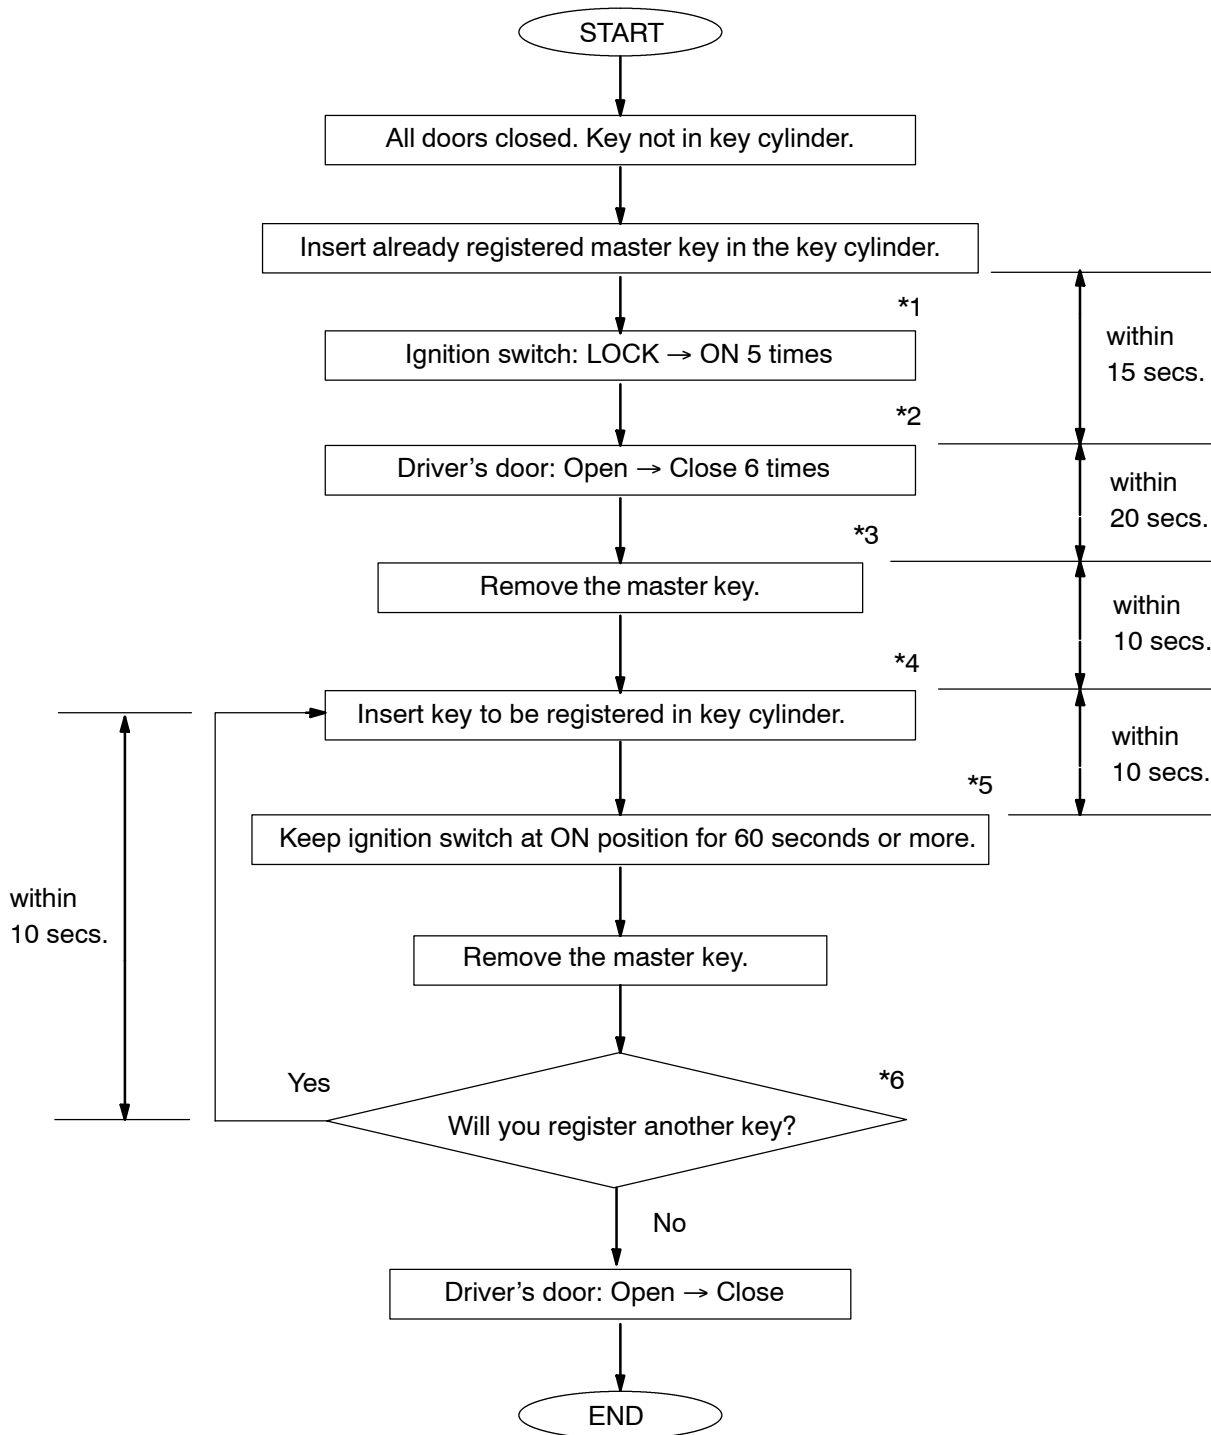 START
All doors closed. Key not in key cylinder.
Insert already registered master key in the key cylinder.
*1
Ignition switch: LOCK → ON 5 times
within
15 secs.
*2
Driver’s door: Open → Close 6 times
within
20 secs.
*3
Remove the master key.
within
10 secs.
*4
Insert key to be registered in key cylinder.
within
10 secs.
*5
Keep ignition switch at ON position for 60 seconds or more.
within
10 secs.
Remove the master key.
Yes
*6
Will you register another key?
No
Driver’s door: Open → Close
END